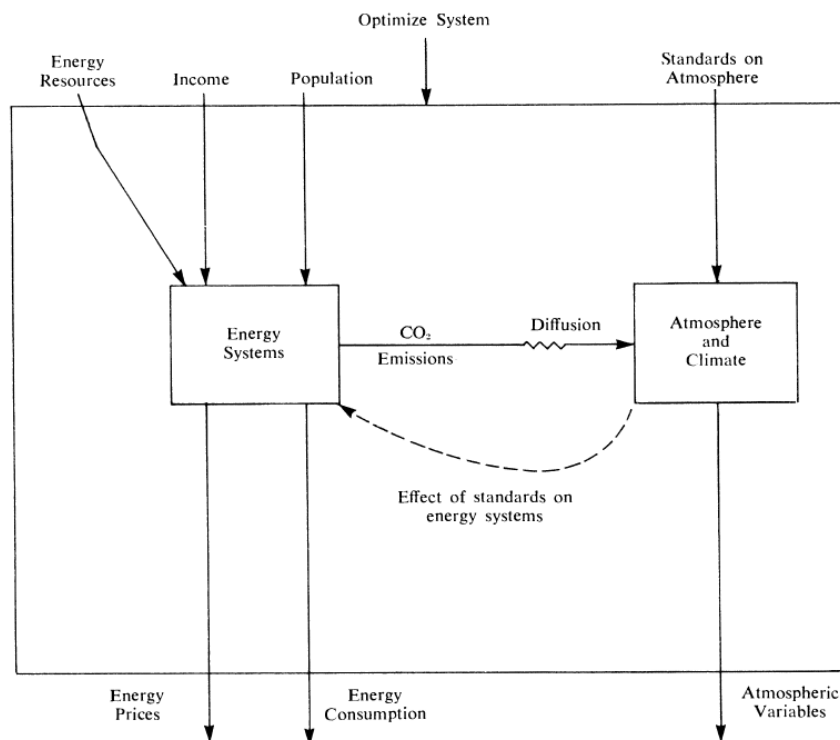 Optimize System
Energy
Resources
Income
Population
Standards on
Atmosphere
Energy
Systems
CO₂
Emissions
Diffusion
Atmosphere
and
Climate
Effect of standards on
energy systems
Energy
Prices
Energy
Consumption
Atmospheric
Variables